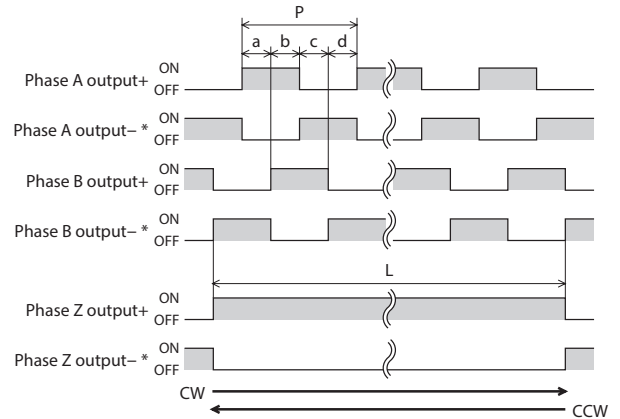 P
a b c d
Phase A output+ ON
OFF
Phase A output− * ON
OFF
Phase B output+ ON
OFF
Phase B output− * ON
OFF
L
Phase Z output+ ON
OFF
Phase Z output− * ON
OFF
CW
CCW